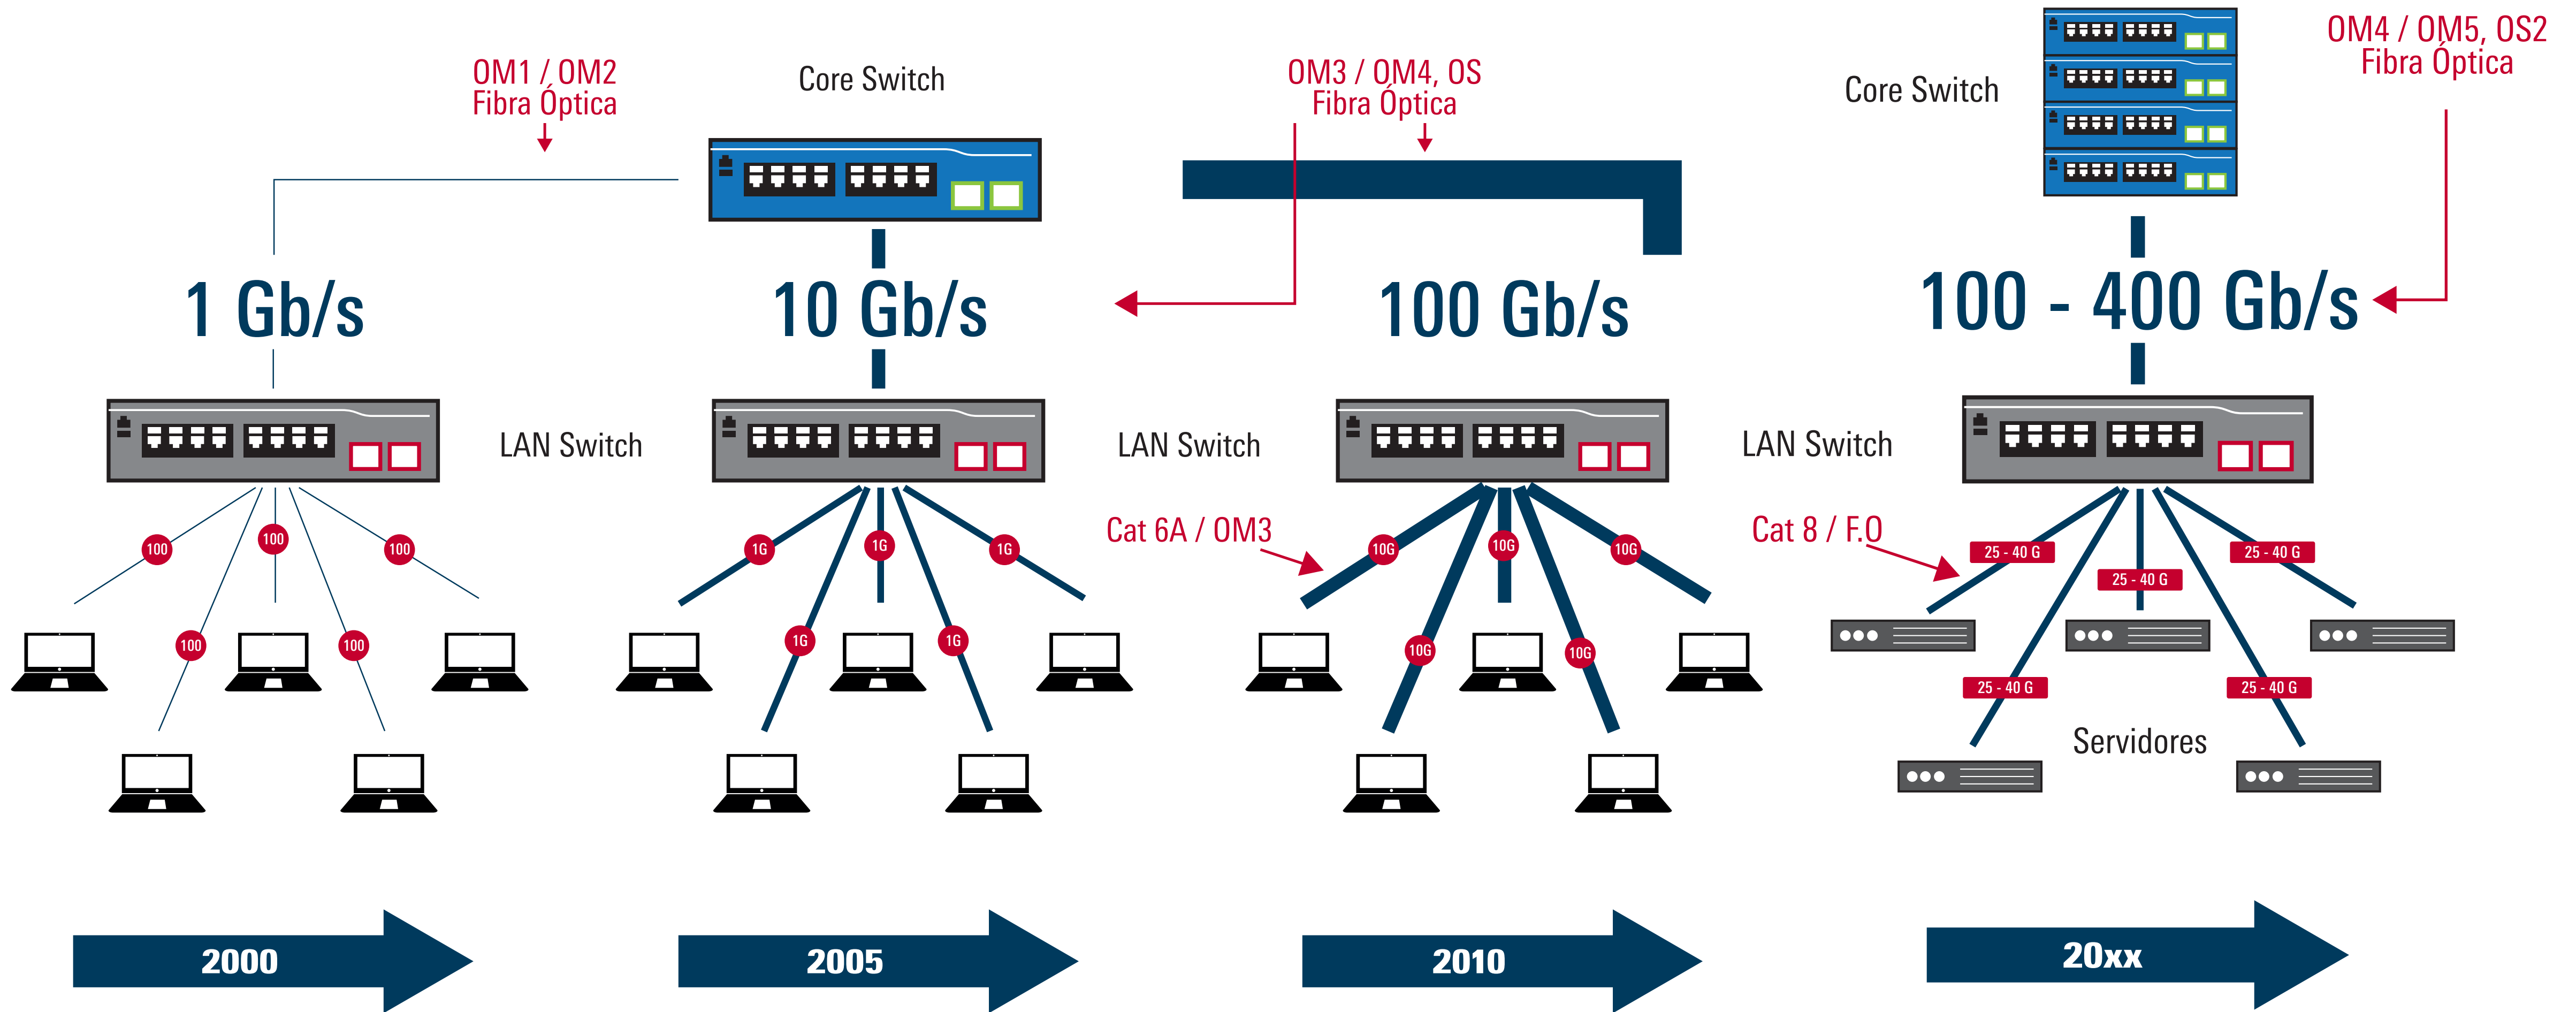 OM1 / OM2
Fibra Óptica
Core Switch
OM3 / OM4, OS
Fibra Óptica
Core Switch
OM4 / OM5, OS2
Fibra Óptica
1 Gb/s
10 Gb/s
100 Gb/s
100 - 400 Gb/s
LAN Switch
LAN Switch
LAN Switch
100
100
100
100
100
1G
1G
1G
1G
1G
Cat 6A / OM3
10G
10G
10G
10G
10G
Cat 8 / F.O
25 - 40 G
25 - 40 G
25 - 40 G
25 - 40 G
25 - 40 G
Servidores
2000
2005
2010
20xx